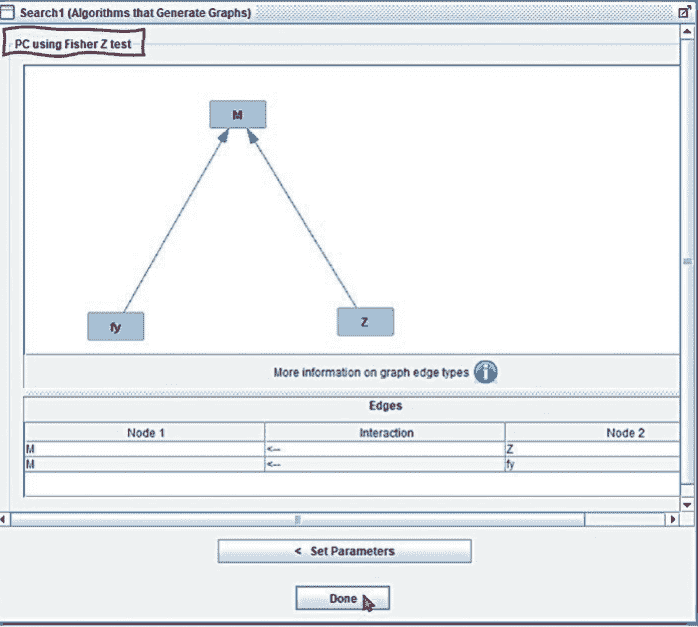 Search1 (Algorithms that Generate Graphs)
PC using Fisher Z test
M
fy
Z
More information on graph edge types
Edges
Node 1 Interaction Node 2
M <-- Z
M <-- fy
< Set Parameters
Done